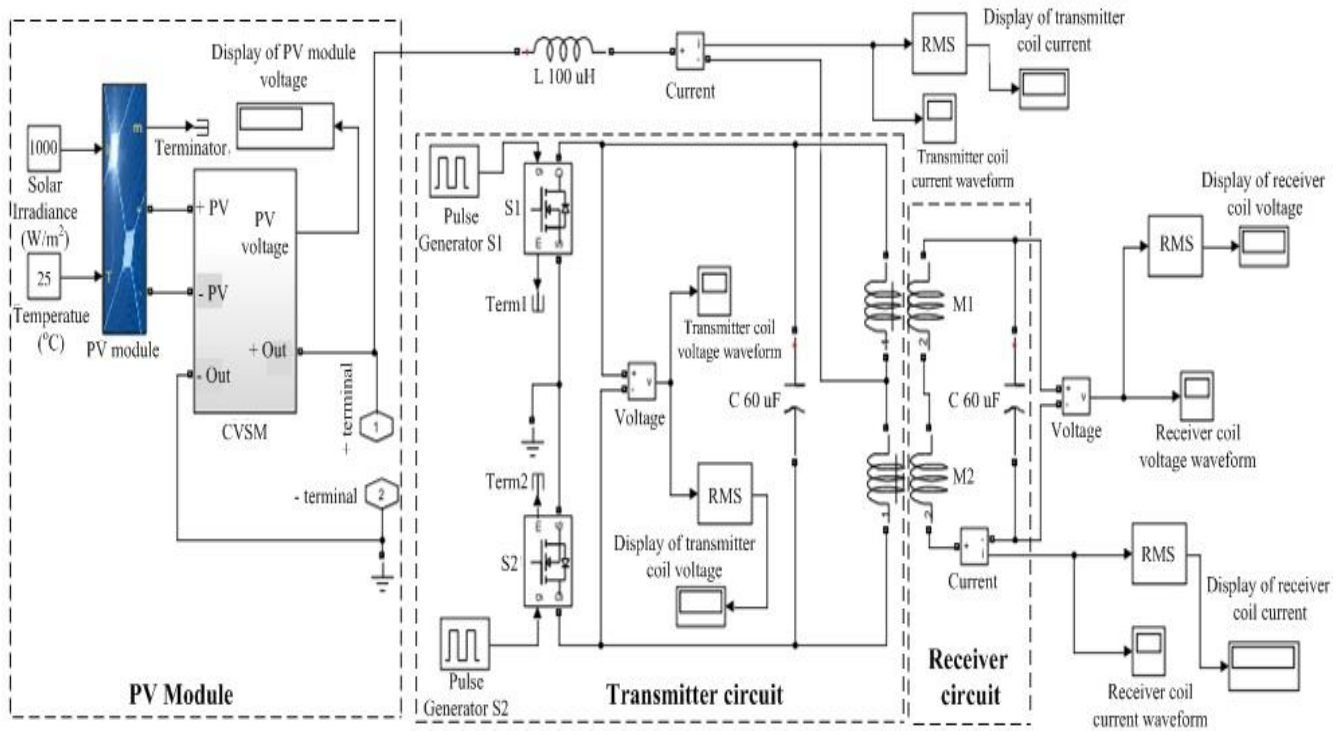 Display of PV module
voltage
1000
Solar
Irradiance
(W/m²)
25
Temperatue
(°C)
m
T
PV module
Terminator
+ PV
PV
voltage
- PV
+ Out
- Out
CVSM
+ terminal
1
- terminal
2
PV Module
L 100 uH
+
Current
i
-
RMS
Display of transmitter
coil current
Transmitter coil
current waveform
Pulse
Generator S1
g
D
S1
m
S
Term1
Transmitter coil
voltage waveform
+
-
v
Voltage
C 60 uF
Term2
m
S
S2
g
D
RMS
Display of transmitter
coil voltage
Pulse
Generator S2
Transmitter circuit
1
2
M1
1
2
M2
C 60 uF
+
Current
-
i
Receiver
circuit
+
-
v
Voltage
RMS
Display of receiver
coil voltage
Receiver coil
voltage waveform
RMS
Display of receiver
coil current
Receiver coil
current waveform